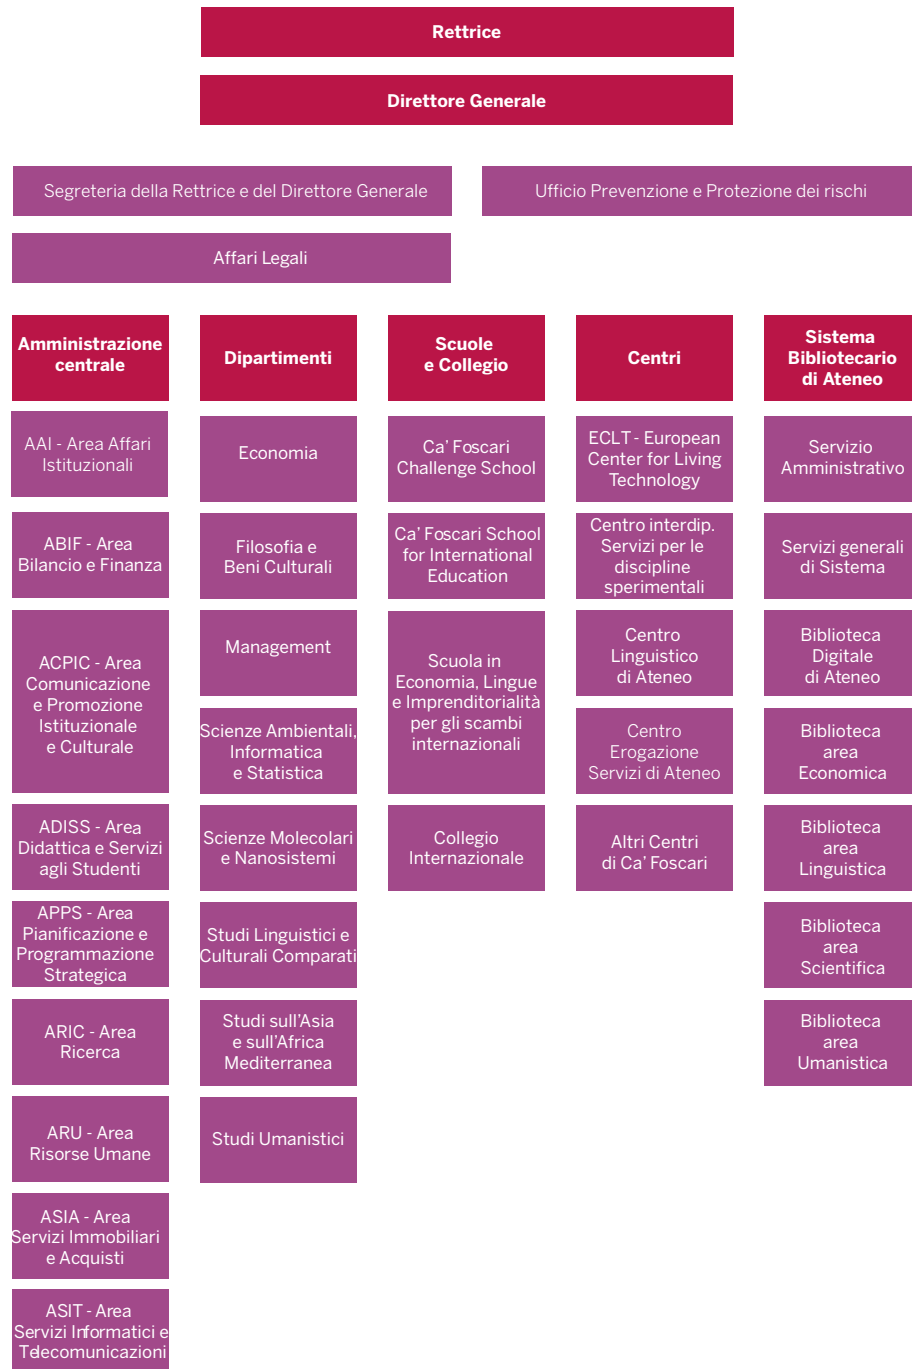 Rettrice
Direttore Generale
Segreteria della Rettrice e del Direttore Generale
Ufficio Prevenzione e Protezione dei rischi
Affari Legali
Amministrazione
centrale
AAI - Area Affari
Istituzionali
ABIF - Area
Bilancio e Finanza
ACPIC - Area
Comunicazione
e Promozione
Istituzionale
e Culturale
ADISS - Area
Didattica e Servizi
agli Studenti
APPS - Area
Pianificazione e
Programmazione
Strategica
ARIC - Area
Ricerca
ARU - Area
Risorse Umane
ASIA - Area
Servizi Immobiliari
e Acquisti
ASIT - Area
Servizi Informatici e
Telecomunicazioni
Dipartimenti
Economia
Filosofia e
Beni Culturali
Management
Scienze Ambientali,
Informatica
e Statistica
Scienze Molecolari
e Nanosistemi
Studi Linguistici e
Culturali Comparati
Studi sull'Asia
e sull'Africa
Mediterranea
Studi Umanistici
Scuole
e Collegio
Ca' Foscari
Challenge School
Ca' Foscari School
for International
Education
Scuola in
Economia, Lingue
e Imprenditorialità
per gli scambi
internazionali
Collegio
Internazionale
Centri
ECLT - European
Center for Living
Technology
Centro interdip.
Servizi per le
discipline
sperimentali
Centro
Linguistico
di Ateneo
Centro
Erogazione
Servizi di Ateneo
Altri Centri
di Ca' Foscari
Sistema
Bibliotecario
di Ateneo
Servizio
Amministrativo
Servizi generali
di Sistema
Biblioteca
Digitale
di Ateneo
Biblioteca
area
Economica
Biblioteca
area
Linguistica
Biblioteca
area
Scientifica
Biblioteca
area
Umanistica